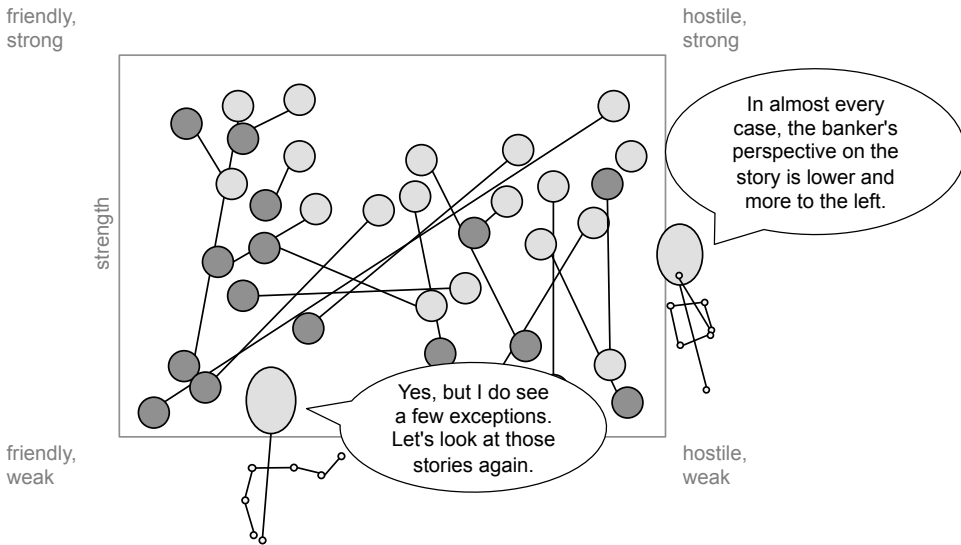 friendly,
strong
hostile,
strong
In almost every
case, the banker's
perspective on the
story is lower and
more to the left.
strength
Yes, but I do see
a few exceptions.
Let's look at those
stories again.
friendly,
weak
hostile,
weak